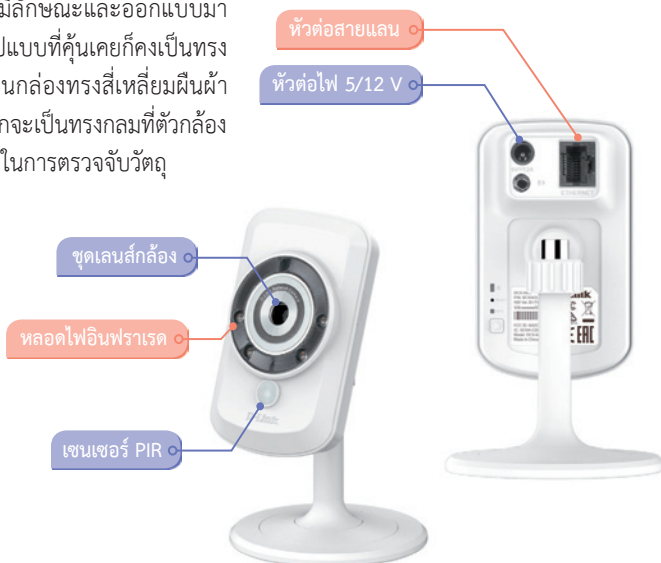 มีลักษณะและออกแบบมา
ปแบบที่คุ้นเคยก็คงเป็นทรง
นกล่องทรงสี่เหลี่ยมผืนผ้า
กจะเป็นทรงกลมที่ตัวกล้อง
ในการตรวจจับวัตถุ
หัวต่อสายแลน
หัวต่อไฟ 5/12 V
ETHERNET
ชุดเลนส์กล้อง
หลอดไฟอินฟราเรด
เซนเซอร์ PIR
D-Link